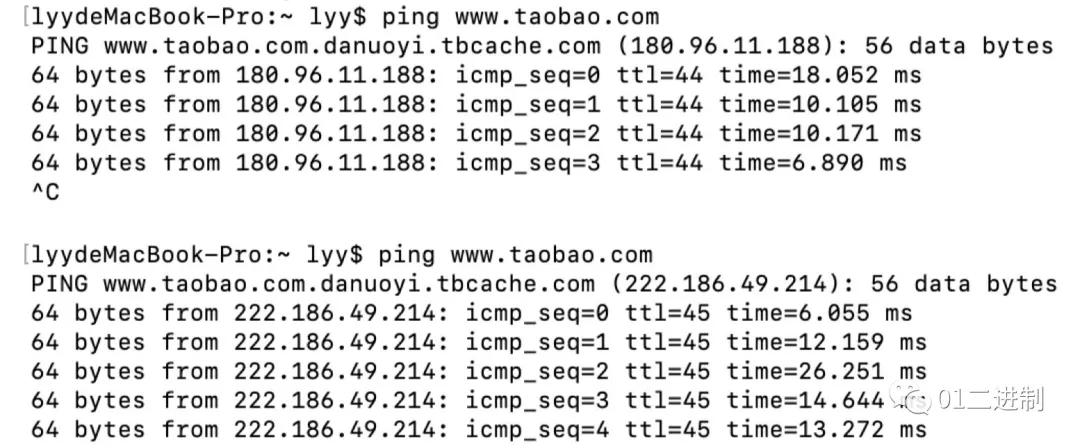 [lyydeMacBook-Pro:~ lyy$ ping www.taobao.com
PING www.taobao.com.danuoyi.tbcache.com (180.96.11.188): 56 data bytes
64 bytes from 180.96.11.188: icmp_seq=0 ttl=44 time=18.052 ms
64 bytes from 180.96.11.188: icmp_seq=1 ttl=44 time=10.105 ms
64 bytes from 180.96.11.188: icmp_seq=2 ttl=44 time=10.171 ms
64 bytes from 180.96.11.188: icmp_seq=3 ttl=44 time=6.890 ms
^C
[lyydeMacBook-Pro:~ lyy$ ping www.taobao.com
PING www.taobao.com.danuoyi.tbcache.com (222.186.49.214): 56 data bytes
64 bytes from 222.186.49.214: icmp_seq=0 ttl=45 time=6.055 ms
64 bytes from 222.186.49.214: icmp_seq=1 ttl=45 time=12.159 ms
64 bytes from 222.186.49.214: icmp_seq=2 ttl=45 time=26.251 ms
64 bytes from 222.186.49.214: icmp_seq=3 ttl=45 time=14.644 ms
01二进制
64 bytes from 222.186.49.214: icmp_seq=4 ttl=45 time=13.272 ms